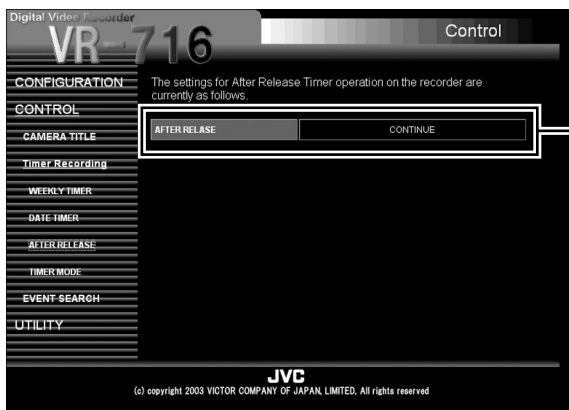 Digital Video Recorder
VR-716
Control
CONFIGURATION
CONTROL
CAMERA TITLE
Timer Recording
WEEKLY TIMER
DATE TIMER
AFTER RELEASE
TIMER MODE
EVENT SEARCH
UTILITY
The settings for After Release Timer operation on the recorder are
currently as follows.
AFTER RELASE
CONTINUE
JVC
(c) copyright 2003 VICTOR COMPANY OF JAPAN, LIMITED, All rights reserved